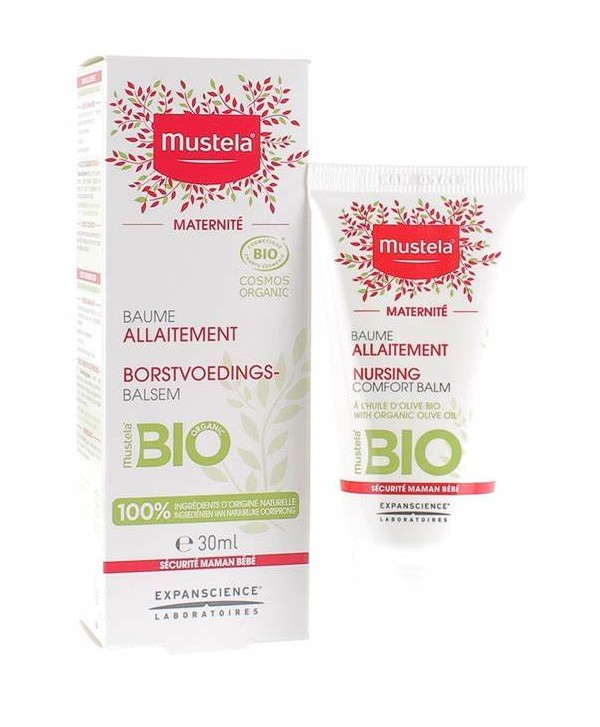 Mustela®
MATERNITÉ
COSMETIQUE
BIO
COSMOS
ORGANIC
BAUME
ALLAITEMENT
BORSTVOEDINGS-
BALSEM
Mustela
BIO
ORGANIC
100% INGRÉDIENTS D'ORIGINE NATURELLE
INGREDIËNTEN VAN NATUURLIJKE OORSPRONG
e 30ml
SÉCURITÉ MAMAN BÉBÉ
EXPANSCIENCE®
LABORATOIRES
Mustela®
MATERNITÉ
BAUME
ALLAITEMENT
NURSING
COMFORT BALM
À L'HUILE D'OLIVE BIO
WITH ORGANIC OLIVE OIL
Mustela
BIO
ORGANIC
SÉCURITÉ MAMAN BÉBÉ
EXPANSCIENCE®
LABORATOIRES